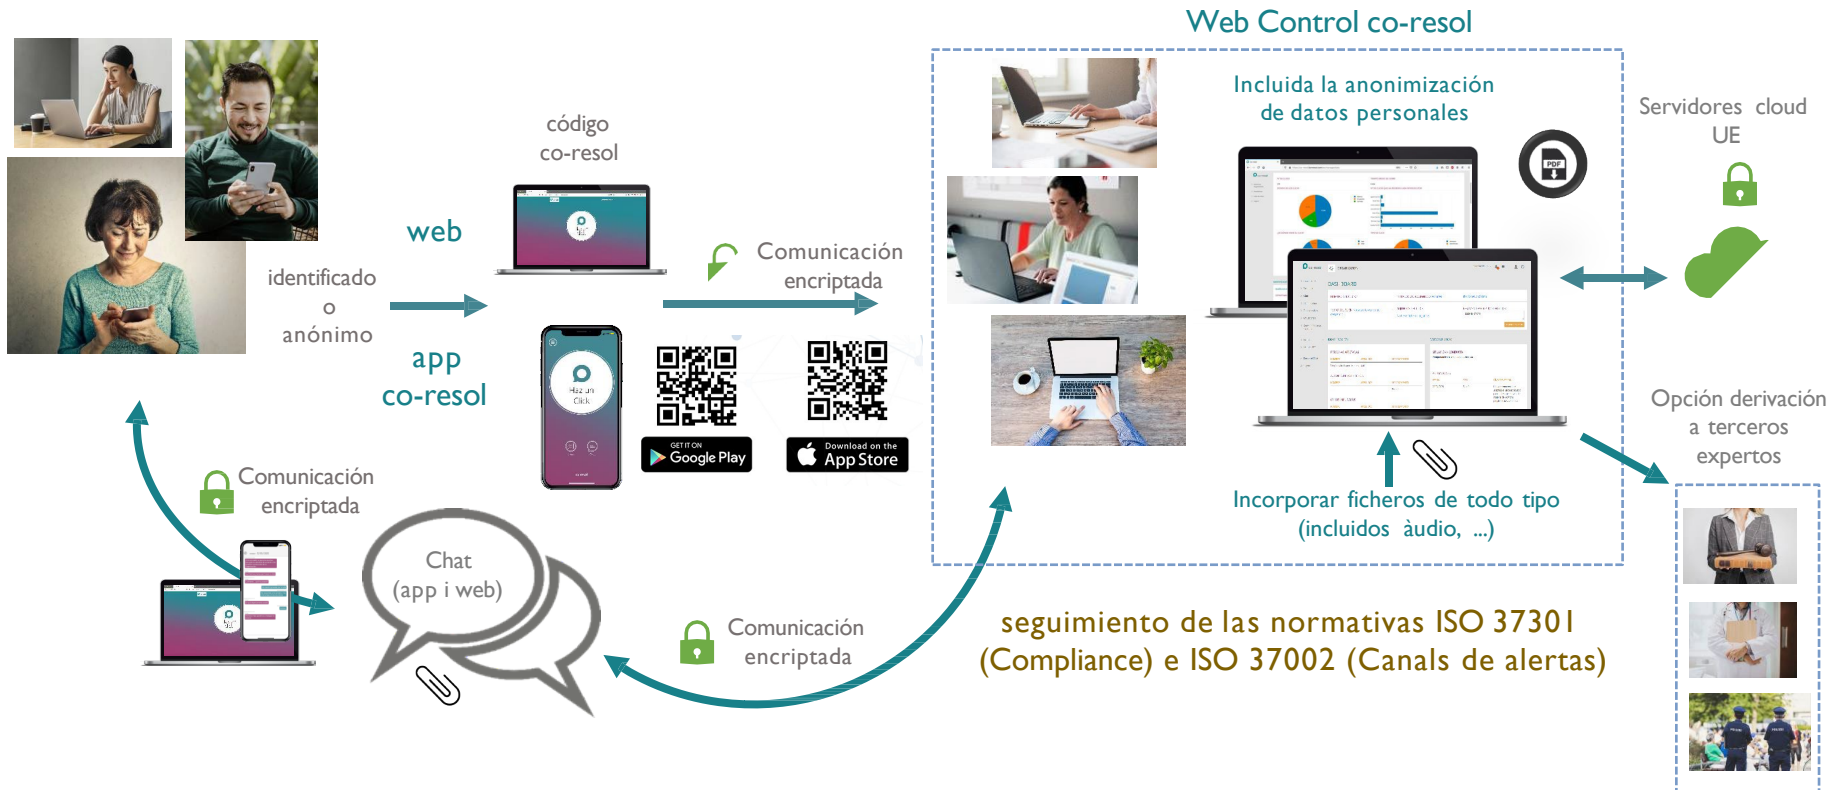 Web Control co-resol
Incluida la anonimización
de datos personales
Servidores cloud
UE
código
co-resol
web
Comunicación
encriptada
identificado
o
anónimo
app
co-resol
Haz un
Click
GET IT ON
Google Play
Download on the
App Store
PDF
DASHBOARD
Opción derivación
a terceros
expertos
Incorporar ficheros de todo tipo
(incluidos àudio, ...)
Comunicación
encriptada
Chat
(app i web)
Comunicación
encriptada
seguimiento de las normativas ISO 37301
(Compliance) e ISO 37002 (Canals de alertas)